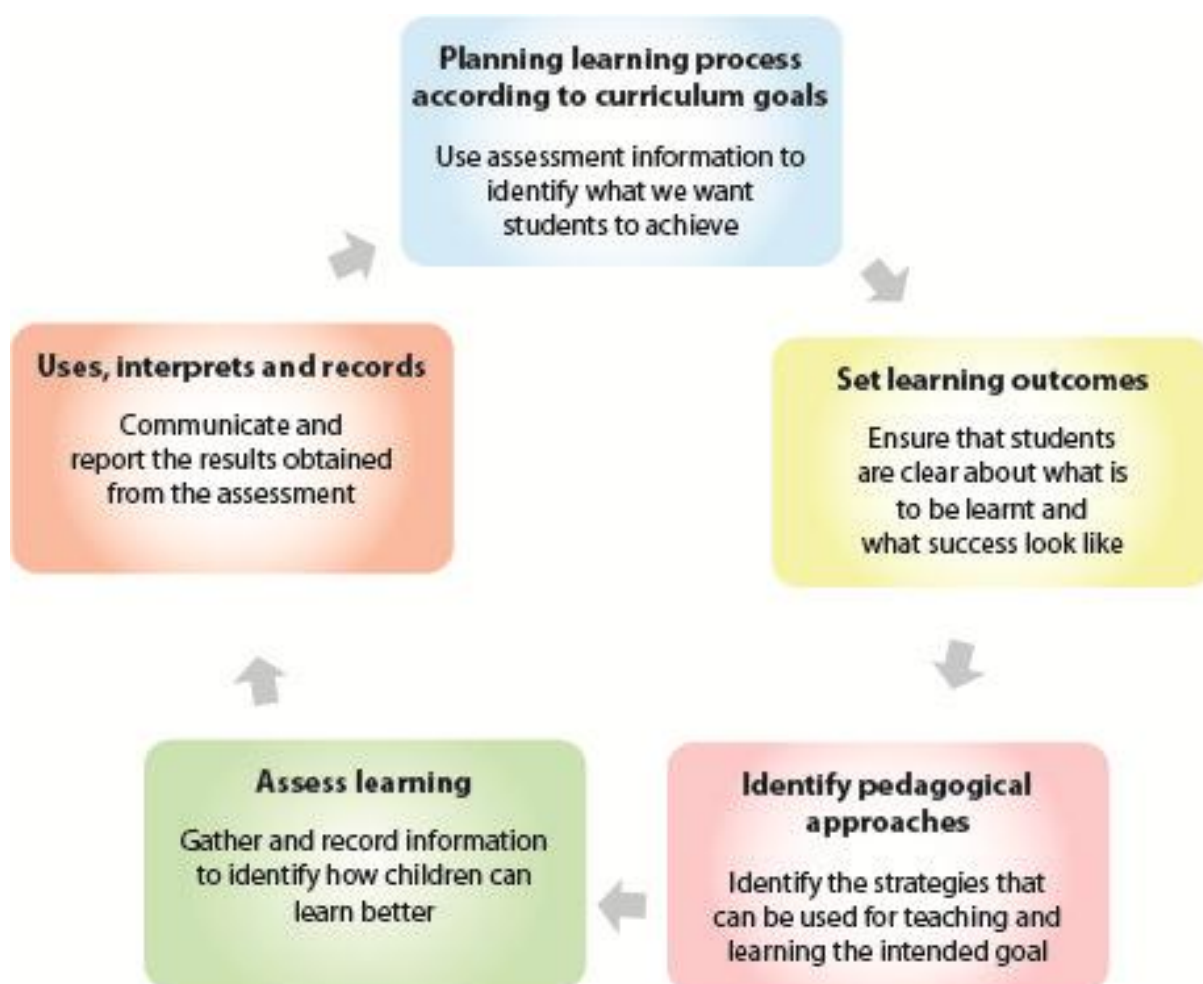 Planning learning process
according to curriculum goals
Use assessment information to
identify what we want
students to achieve
Set learning outcomes
Ensure that students
are clear about what is
to be learnt and
what success look like
Identify pedagogical
approaches
Identify the strategies that
can be used for teaching and
learning the intended goal
Assess learning
Gather and record information
to identify how children can
learn better
Uses, interprets and records
Communicate and
report the results obtained
from the assessment